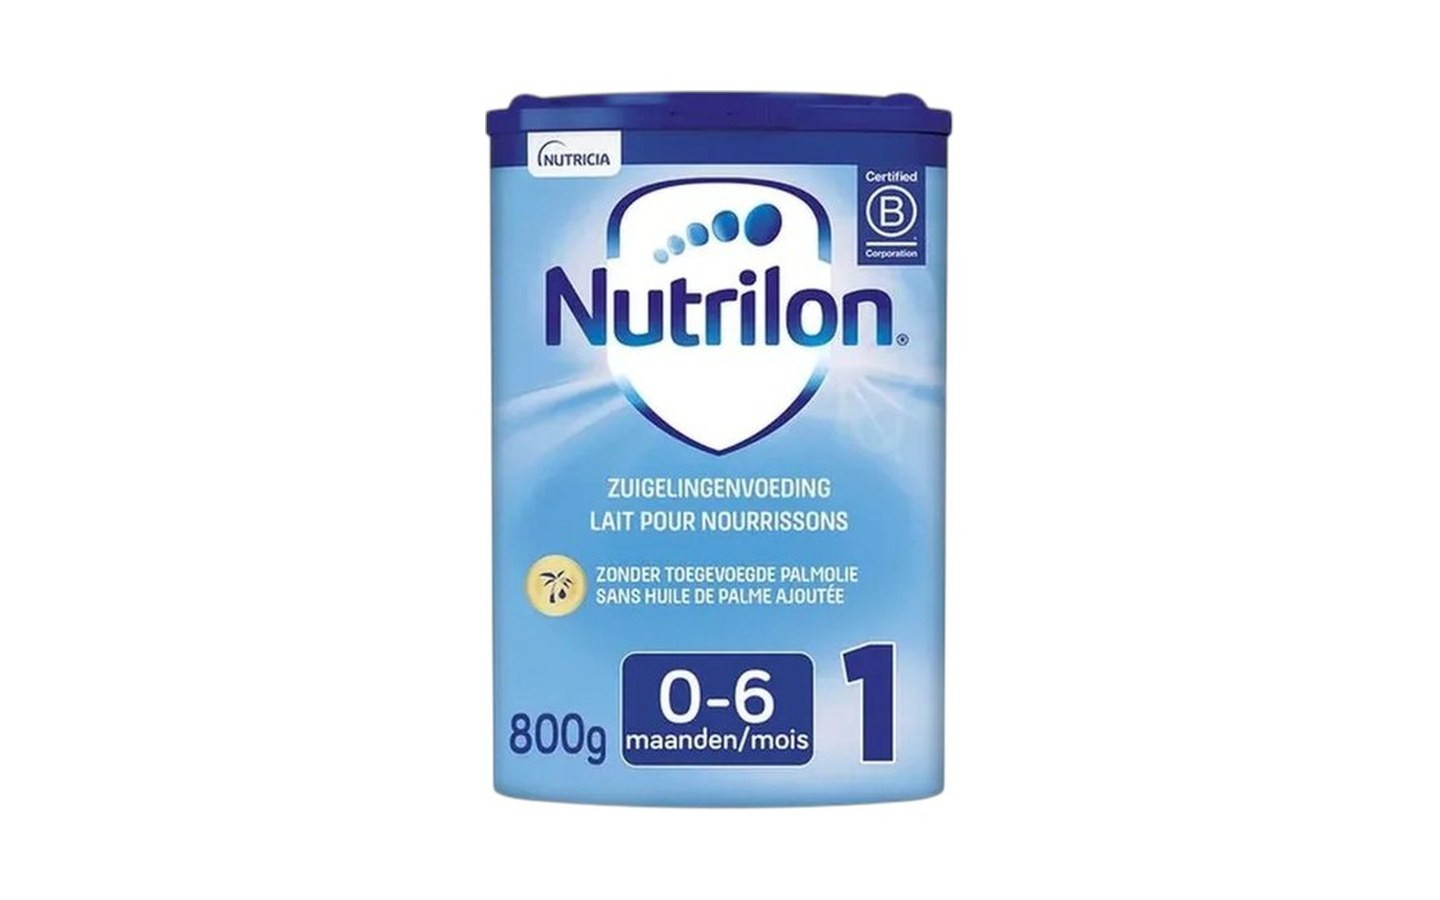 NUTRICIA
Certified
B
Corporation
Nutrilon®
ZUIGELINGENVOEDING
LAIT POUR NOURRISSONS
ZONDER TOEGEVOEGDE PALMOLIE
SANS HUILE DE PALME AJOUTÉE
800g
0-6
maanden/mois
1